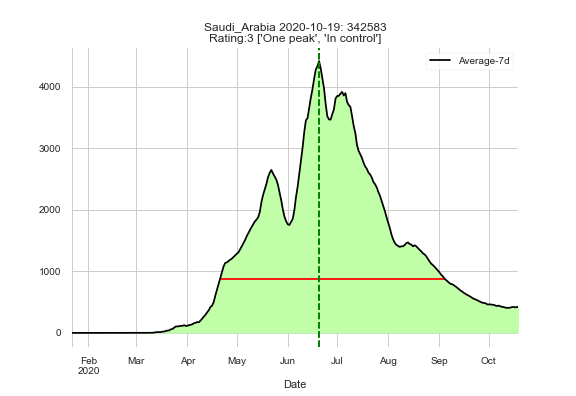 Saudi_Arabia 2020-10-19: 342583
Rating:3 ['One peak', 'In control']
Average-7d
4000
3000
2000
1000
0
Feb Mar Apr May Jun Jul Aug Sep Oct
2020
Date